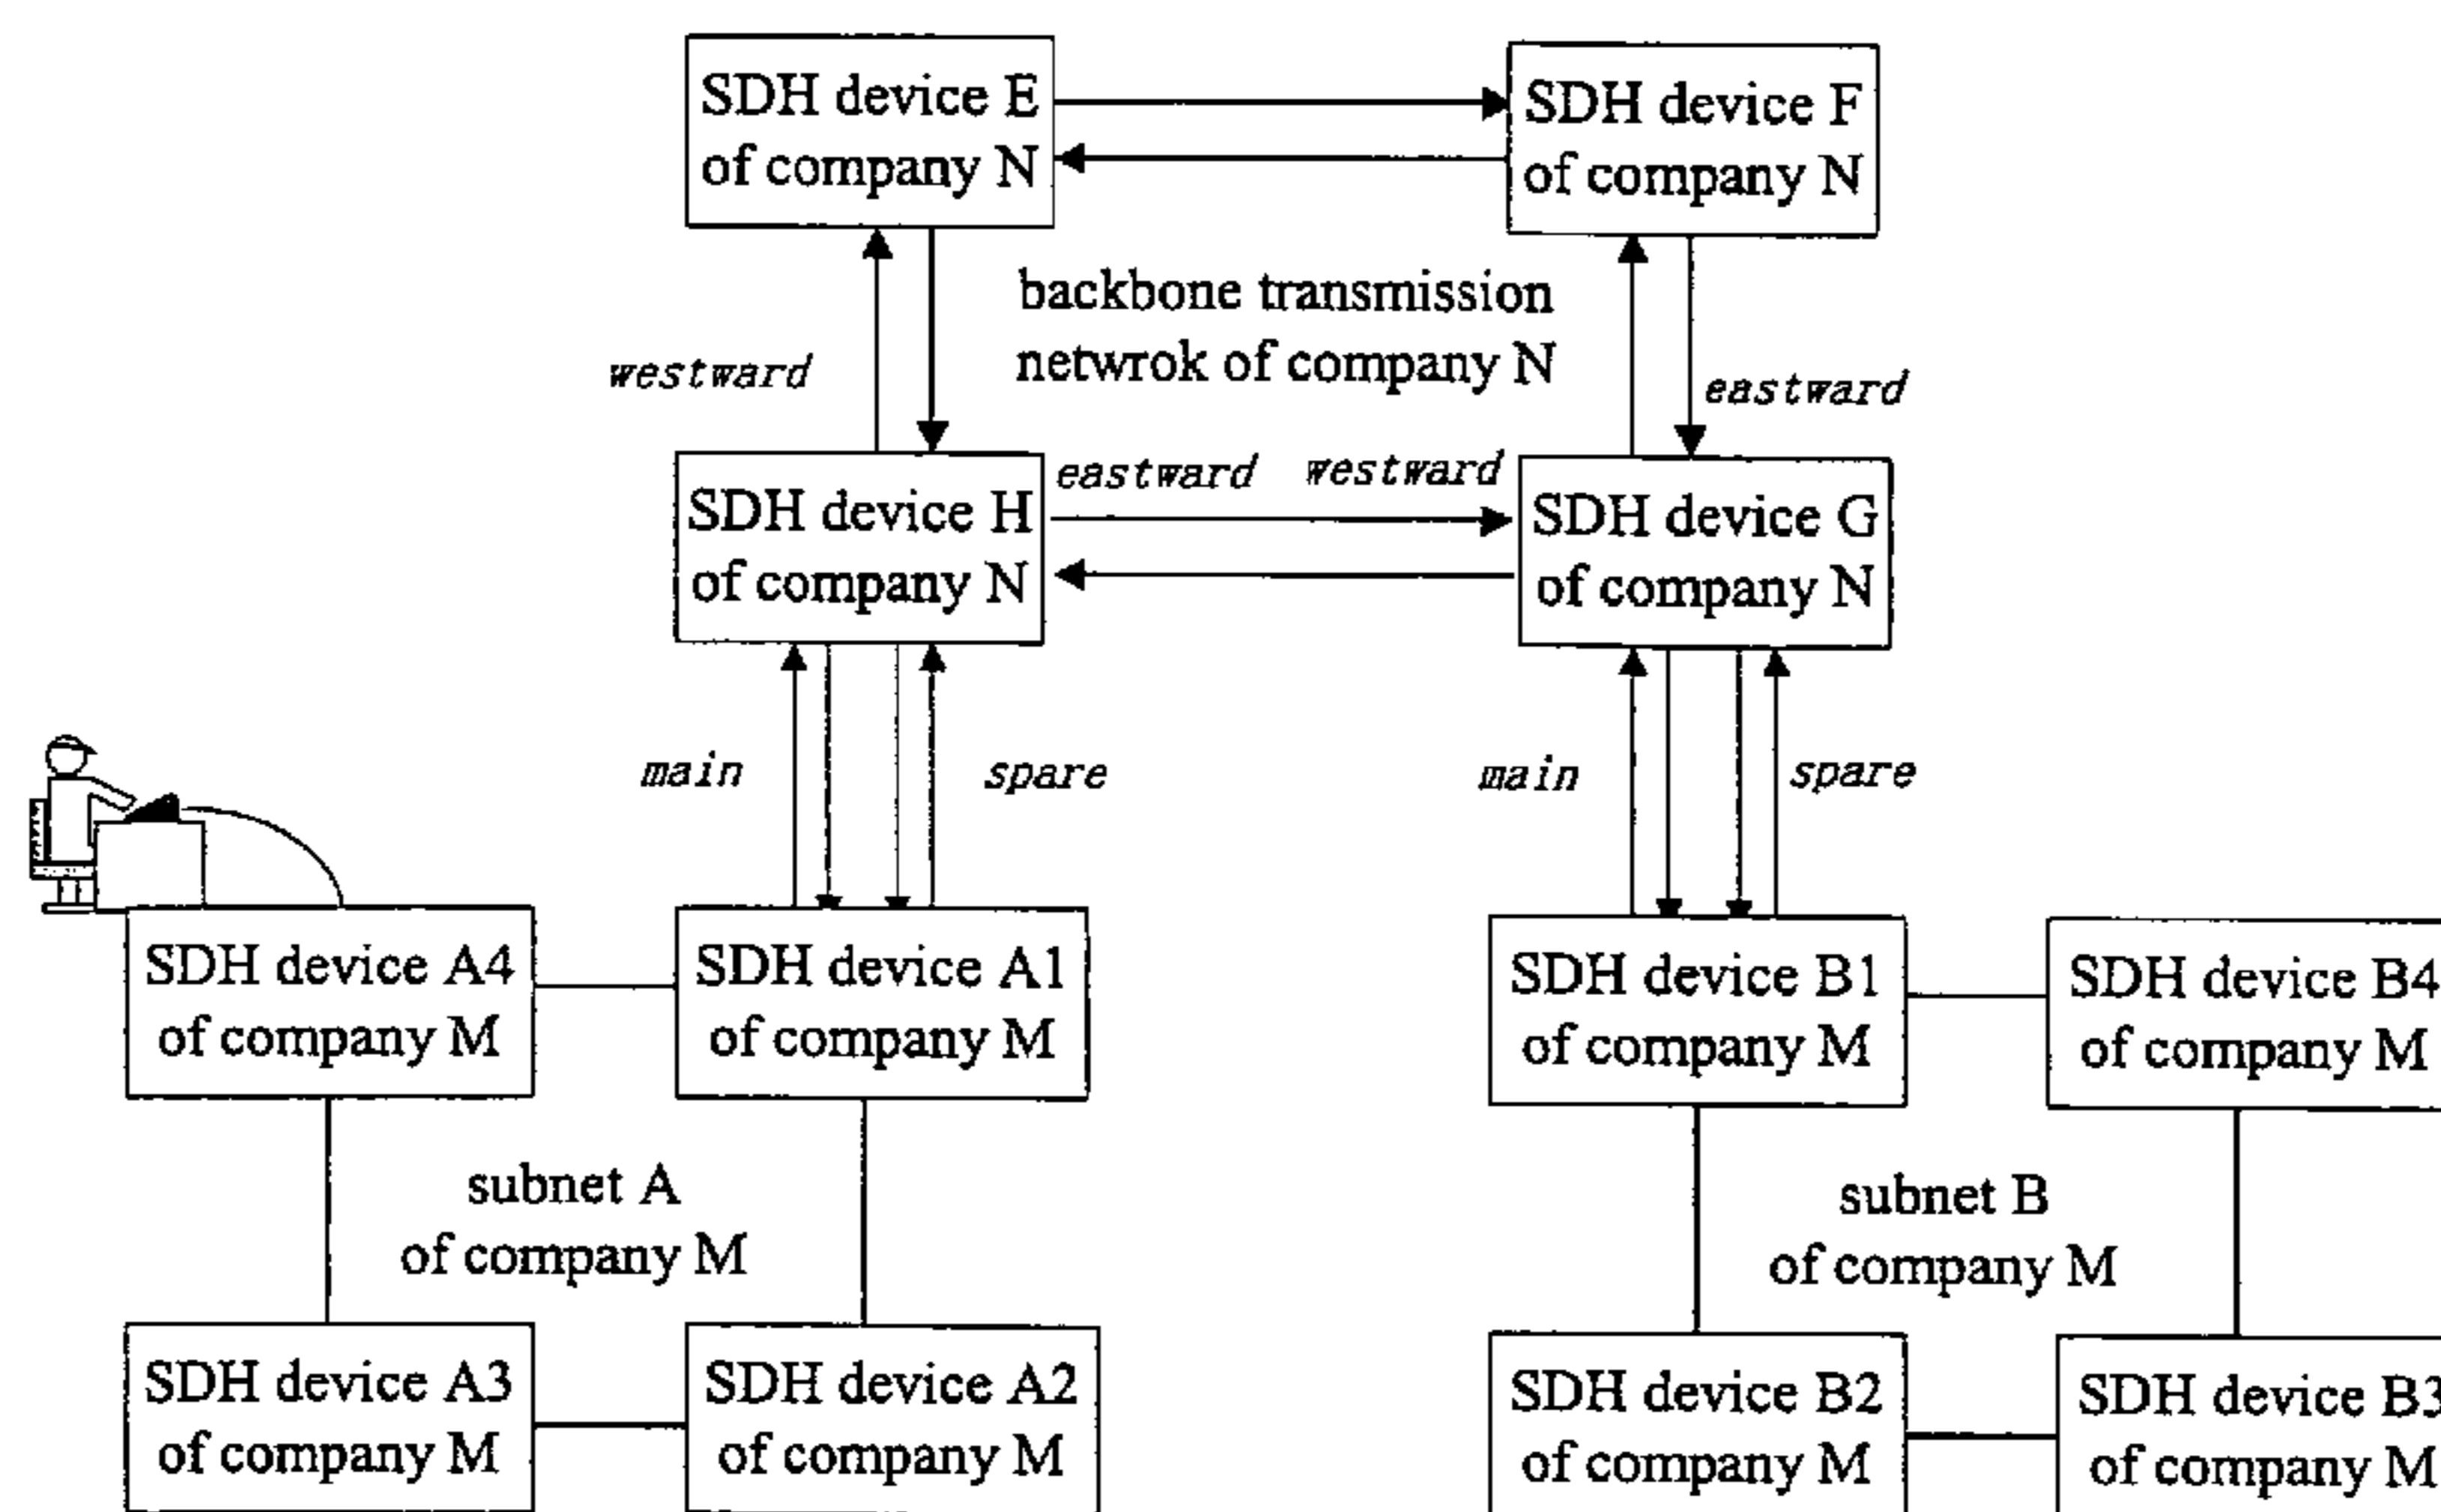 SDH device E
of company N
SDH device F
of company N
backbone transmission
netwrok of company N
westward
eastward
SDH device H
of company N
eastward
westward
SDH device G
of company N
main
spare
main
spare
SDH device A4
of company M
SDH device A1
of company M
SDH device B1
of company M
SDH device B4
of company M
subnet A
of company M
subnet B
of company M
SDH device A3
of company M
SDH device A2
of company M
SDH device B2
of company M
SDH device B3
of company M